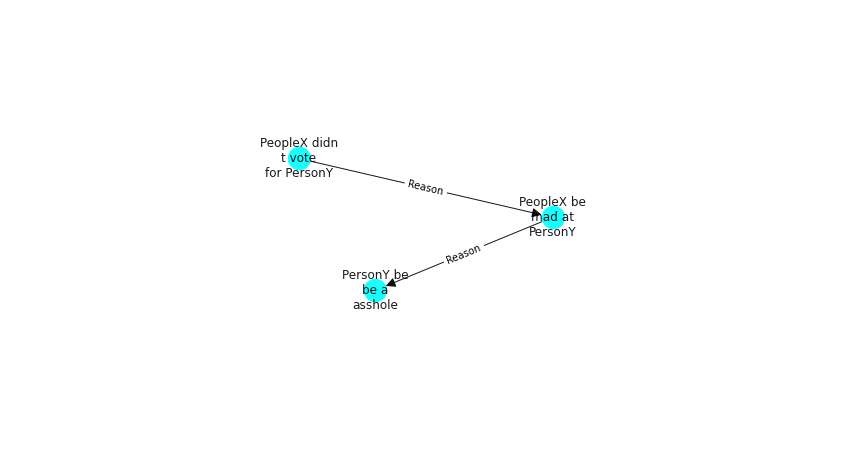 PeopleX didn
t vote
for PersonY
Reason
PeopleX be
mad at
PersonY
Reason
PersonY be
be a
asshole